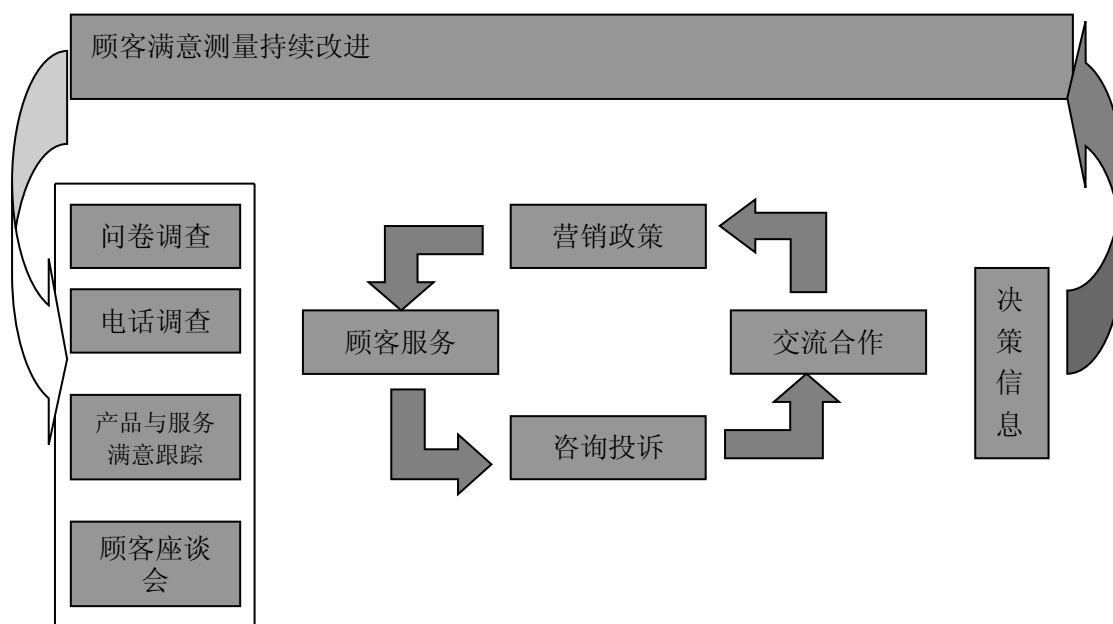 顾客满意测量持续改进
问卷调查
电话调查
产品与服务
满意跟踪
顾客座谈
会
营销政策
顾客服务
交流合作
咨询投诉
决
策
信
息